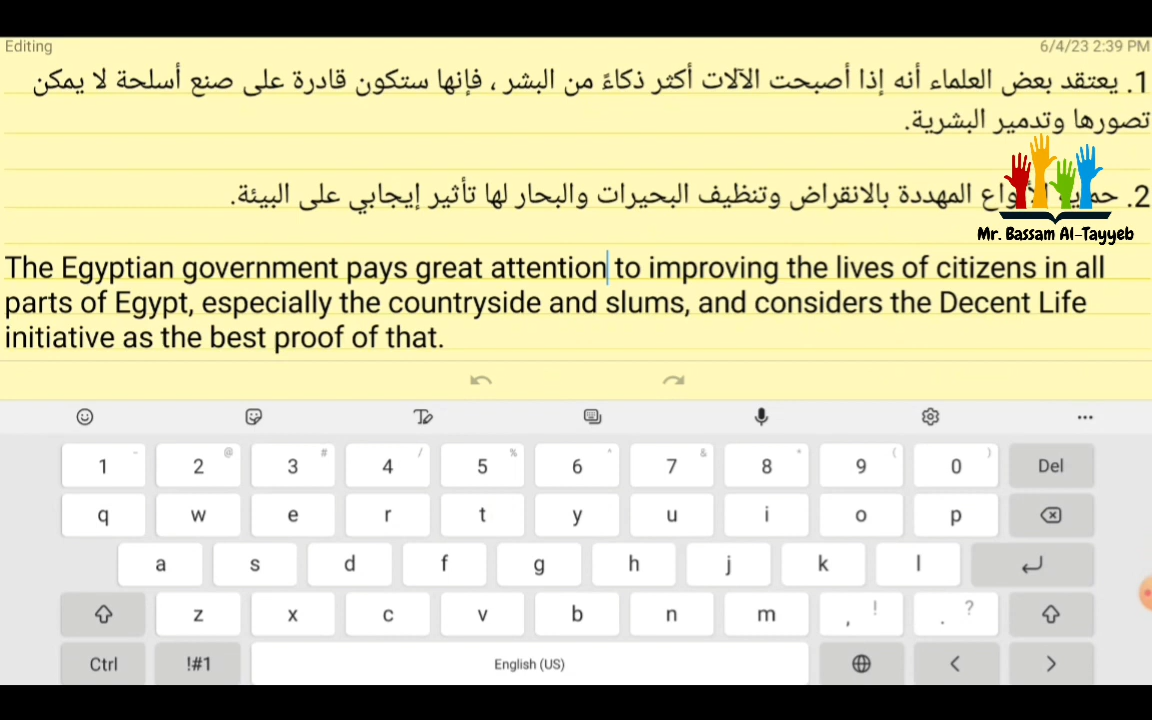 Editing
6/4/23 2:39 PM
1. يعتقد بعض العلماء أنه إذا أصبحت الآلات أكثر ذكاءً من البشر ، فإنها ستكون قادرة على صنع أسلحة لا يمكن
تصورها وتدمير البشرية.
2. حماية الأنواع المهددة بالانقراض وتنظيف البحيرات والبحار لها تأثير إيجابي على البيئة.
Mr. Bassam Al-Tayyeb
The Egyptian government pays great attention to improving the lives of citizens in all
parts of Egypt, especially the countryside and slums, and considers the Decent Life
initiative as the best proof of that.
1 - 2 @ 3 # 4 / 5 % 6 ^ 7 & 8 * 9 ( 0 ) Del
q w e r t y u i o p
a s d f g h j k l
z x c v b n m , ! . ?
Ctrl !#1 English (US) < >